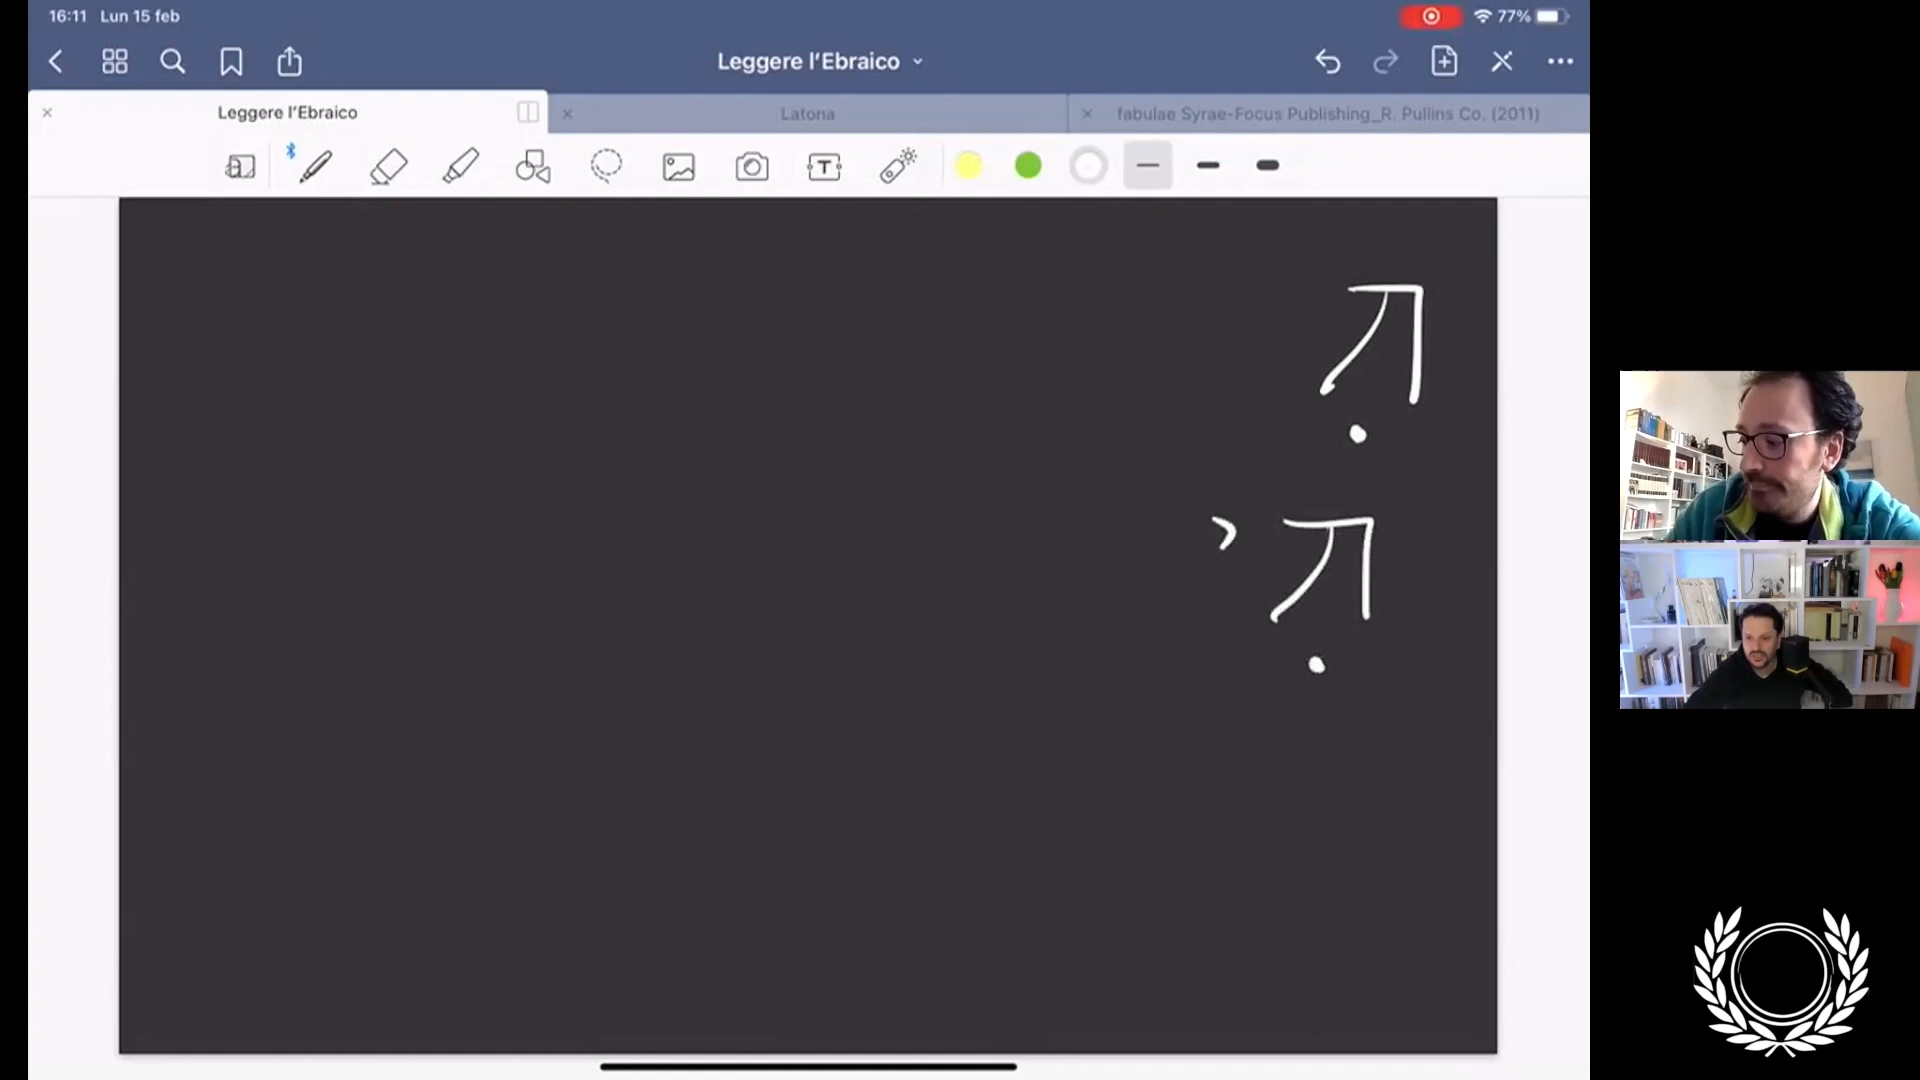 16:11 Lun 15 feb 77%
Leggere l'Ebraico
Leggere l'Ebraico
Latona
fabulae Syrae-Focus Publishing_R. Pullins Co. (2011)
תִ
תִי